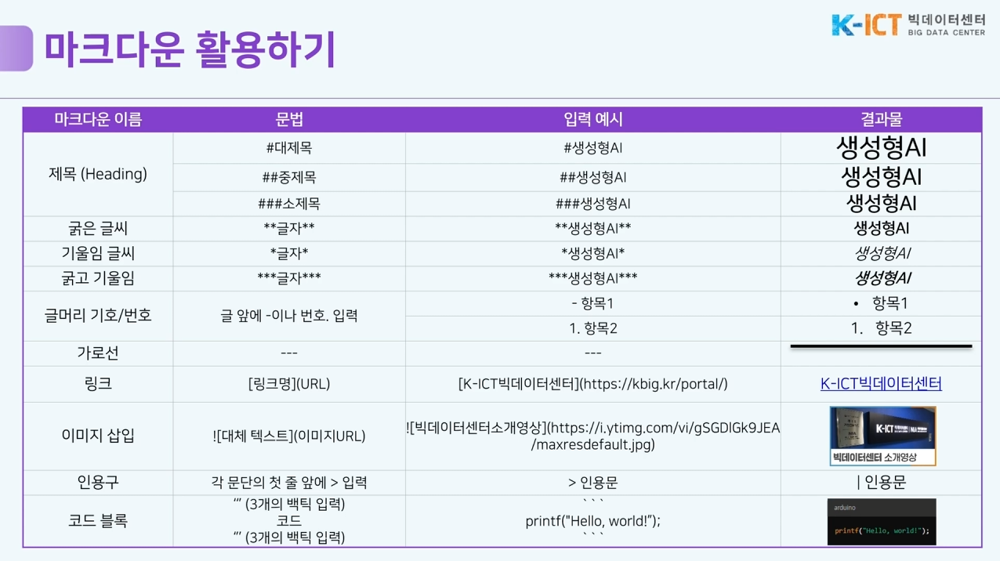 마크다운 활용하기
K-ICT 빅데이터센터
BIG DATA CENTER
마크다운 이름 문법 입력 예시 결과물
제목 (Heading)
#대제목 #생성형AI 생성형AI
##중제목 ##생성형AI 생성형AI
###소제목 ###생성형AI 생성형AI
굵은 글씨 **글자** **생성형AI** 생성형AI
기울임 글씨 *글자* *생성형AI* 생성형AI
굵고 기울임 ***글자*** ***생성형AI*** 생성형AI
글머리 기호/번호 글 앞에 -이나 번호. 입력
- 항목1 • 항목1
1. 항목2 1. 항목2
가로선 --- ---
링크 [링크명](URL) [K-ICT빅데이터센터](https://kbig.kr/portal/) K-ICT빅데이터센터
이미지 삽입 ![대체 텍스트](이미지URL) ![빅데이터센터소개영상](https://i.ytimg.com/vi/gSGDIGk9JEA
/maxresdefault.jpg)
K-ICT
빅데이터센터 소개영상
인용구 각 문단의 첫 줄 앞에 > 입력 > 인용문 | 인용문
코드 블록
‘’’ (3개의 백틱 입력)
코드
‘’’ (3개의 백틱 입력)
` ` `
printf("Hello, world!”);
` ` `
arduino
printf("Hello, world!");